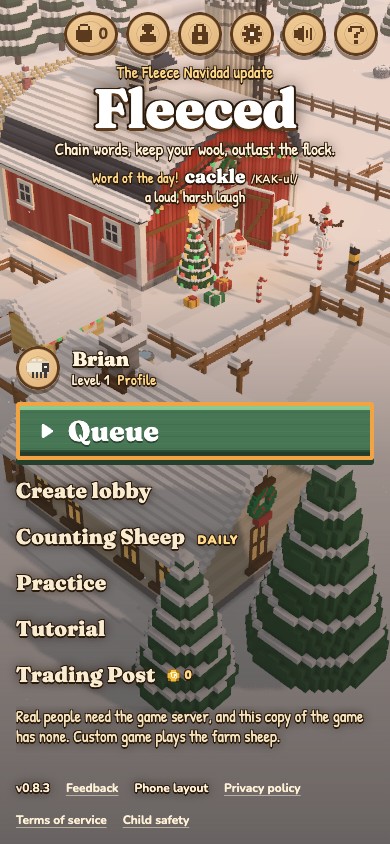 0
The Fleece Navidad update
Fleeced
Chain words, keep your wool, outlast the flock.
Word of the day! cackle /KAK-ul/
a loud, harsh laugh
Brian
Level 1 Profile
Queue
Create lobby
Counting Sheep DAILY
Practice
Tutorial
Trading Post 0
Real people need the game server, and this copy of the game
has none. Custom game plays the farm sheep.
v0.8.3 Feedback Phone layout Privacy policy
Terms of service Child safety